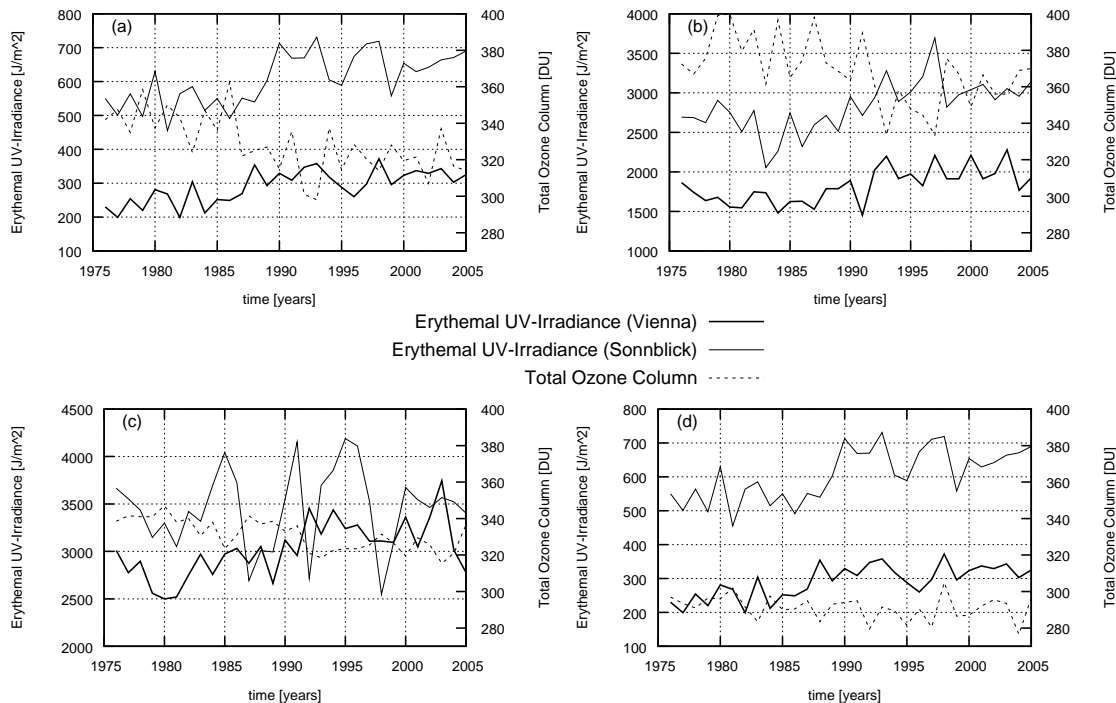 (a)
Erythemal UV-Irradiance [J/m^2]
800
700
600
500
400
300
200
100
400
380
360
340
320
300
280
Total Ozone Column [DU]
1975 1980 1985 1990 1995 2000 2005
time [years]
(b)
Erythemal UV-Irradiance [J/m^2]
4000
3500
3000
2500
2000
1500
1000
400
380
360
340
320
300
280
Total Ozone Column [DU]
1975 1980 1985 1990 1995 2000 2005
time [years]
Erythemal UV-Irradiance (Vienna)
Erythemal UV-Irradiance (Sonnblick)
Total Ozone Column
(c)
Erythemal UV-Irradiance [J/m^2]
4500
4000
3500
3000
2500
2000
400
380
360
340
320
300
280
Total Ozone Column [DU]
1975 1980 1985 1990 1995 2000 2005
time [years]
(d)
Erythemal UV-Irradiance [J/m^2]
800
700
600
500
400
300
200
100
400
380
360
340
320
300
280
Total Ozone Column [DU]
1975 1980 1985 1990 1995 2000 2005
time [years]